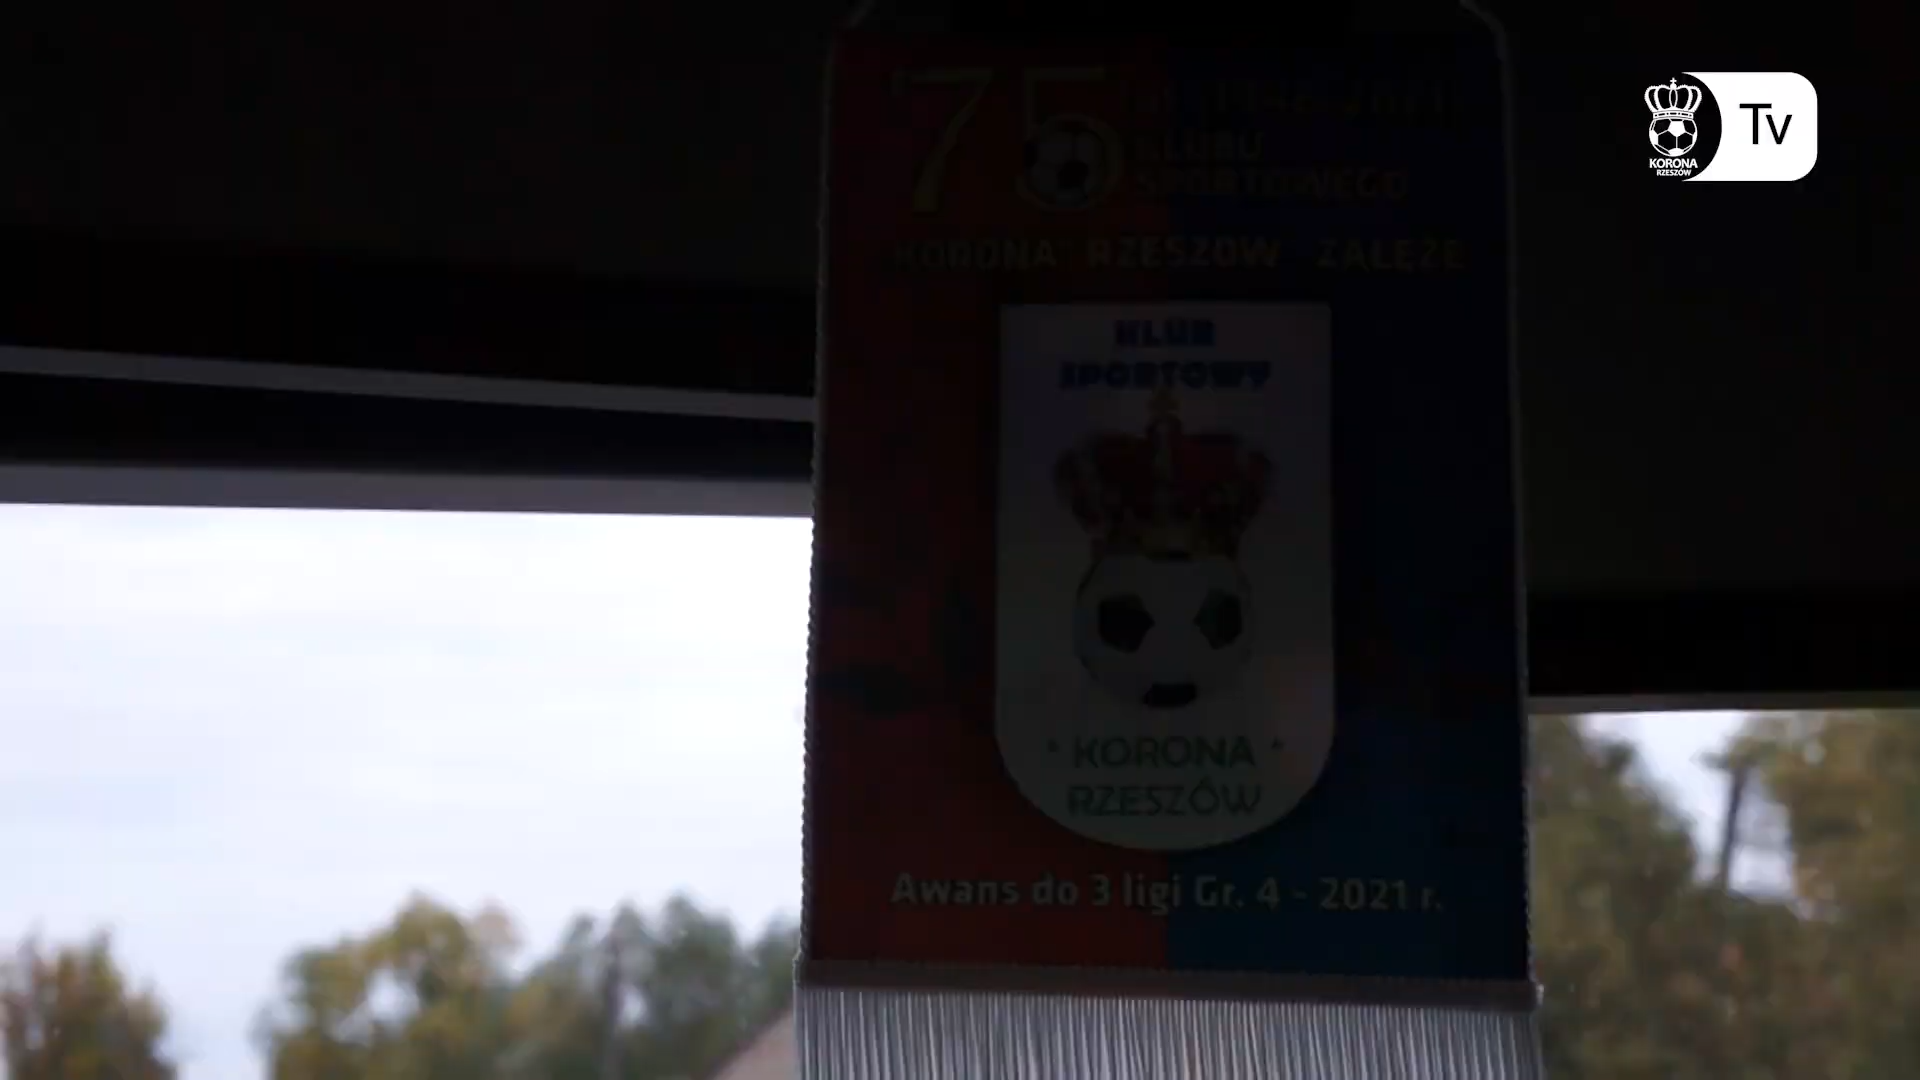 Tv
KORONA
RZESZÓW
75
KLUBU
SPORTOWEGO
KORONA RZESZÓW ZAŁĘŻE
KLUB
SPORTOWY
* KORONA *
RZESZÓW
Awans do 3 ligi Gr. 4 - 2021 r.